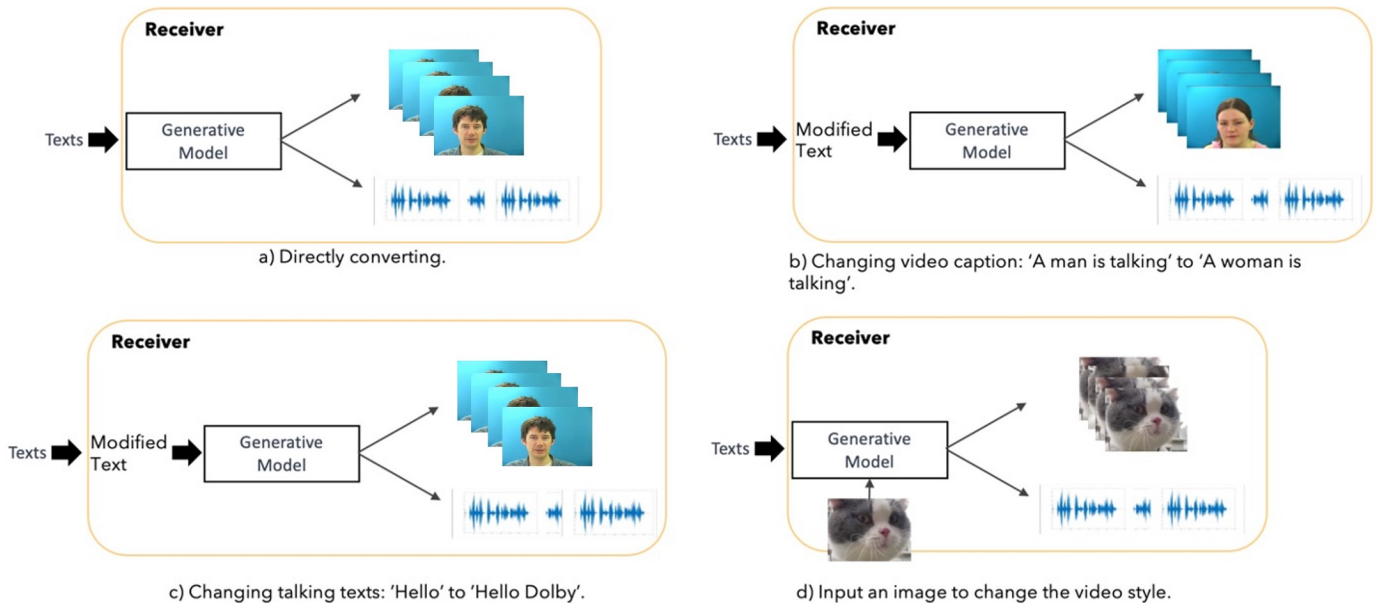 Receiver
Texts
Generative
Model
a) Directly converting.
Receiver
Texts
Modified
Text
Generative
Model
b) Changing video caption: ‘A man is talking’ to ‘A woman is
talking’.
Receiver
Texts
Modified
Text
Generative
Model
c) Changing talking texts: ‘Hello’ to ‘Hello Dolby’.
Receiver
Texts
Generative
Model
d) Input an image to change the video style.